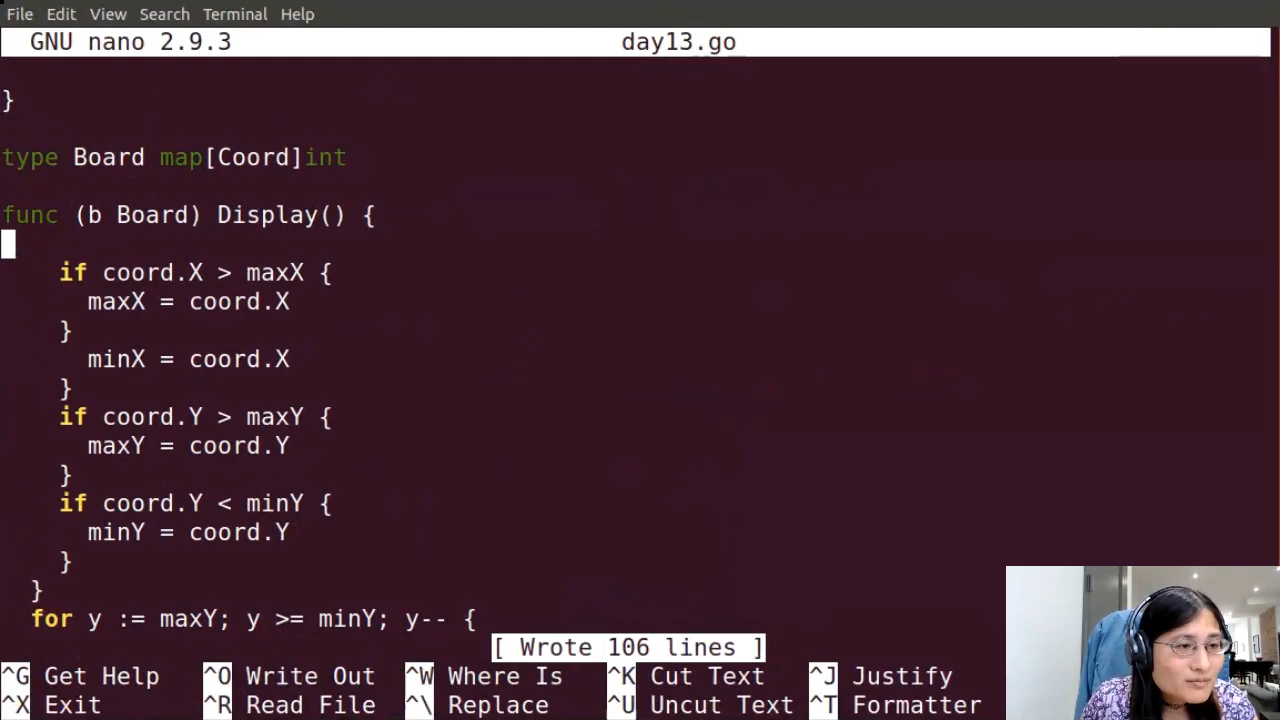 File Edit View Search Terminal Help
GNU nano 2.9.3 day13.go
}
type Board map[Coord]int
func (b Board) Display() {
if coord.X > maxX {
maxX = coord.X
}
minX = coord.X
}
if coord.Y > maxY {
maxY = coord.Y
}
if coord.Y < minY {
minY = coord.Y
}
}
for y := maxY; y >= minY; y-- {
[ Wrote 106 lines ]
^G Get Help ^O Write Out ^W Where Is ^K Cut Text ^J Justify
^X Exit ^R Read File ^\ Replace ^U Uncut Text ^T Formatter